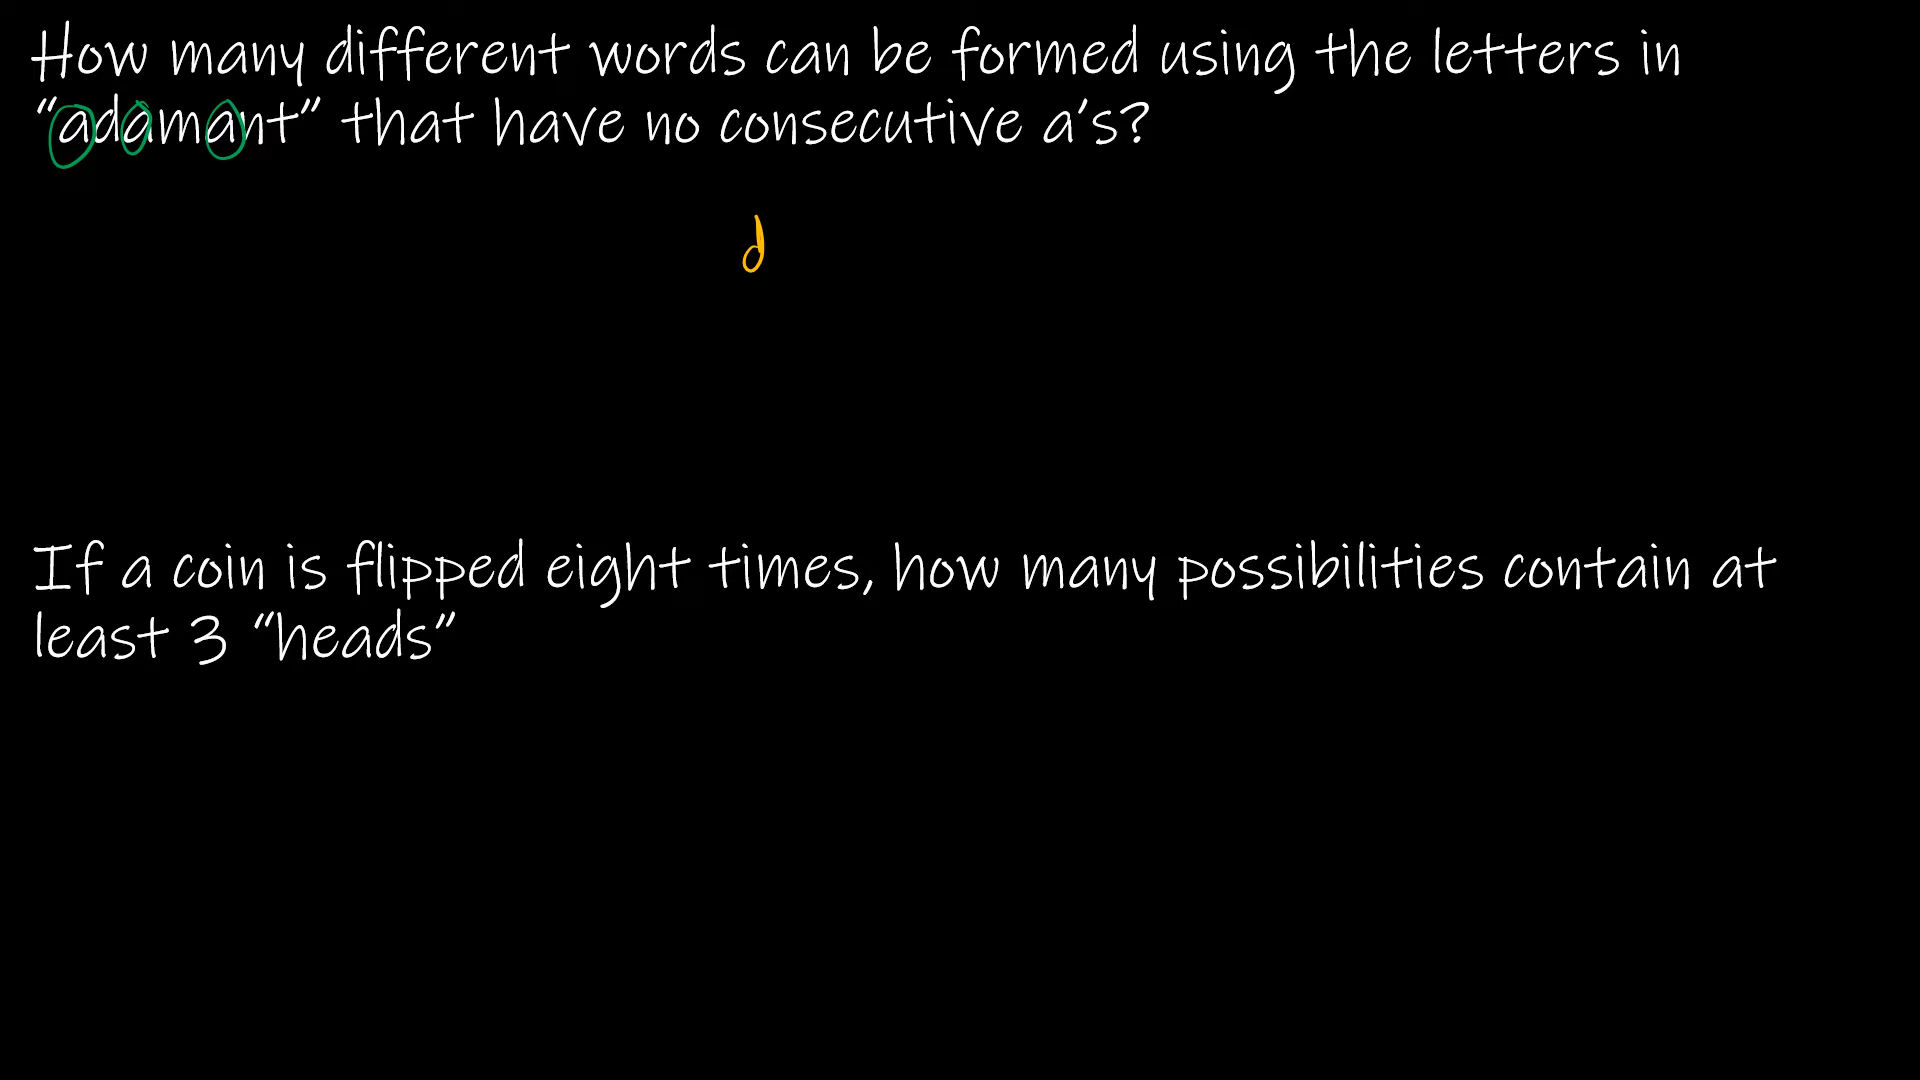 How many different words can be formed using the letters in
“adamant” that have no consecutive a’s?
d
If a coin is flipped eight times, how many possibilities contain at
least 3 “heads”